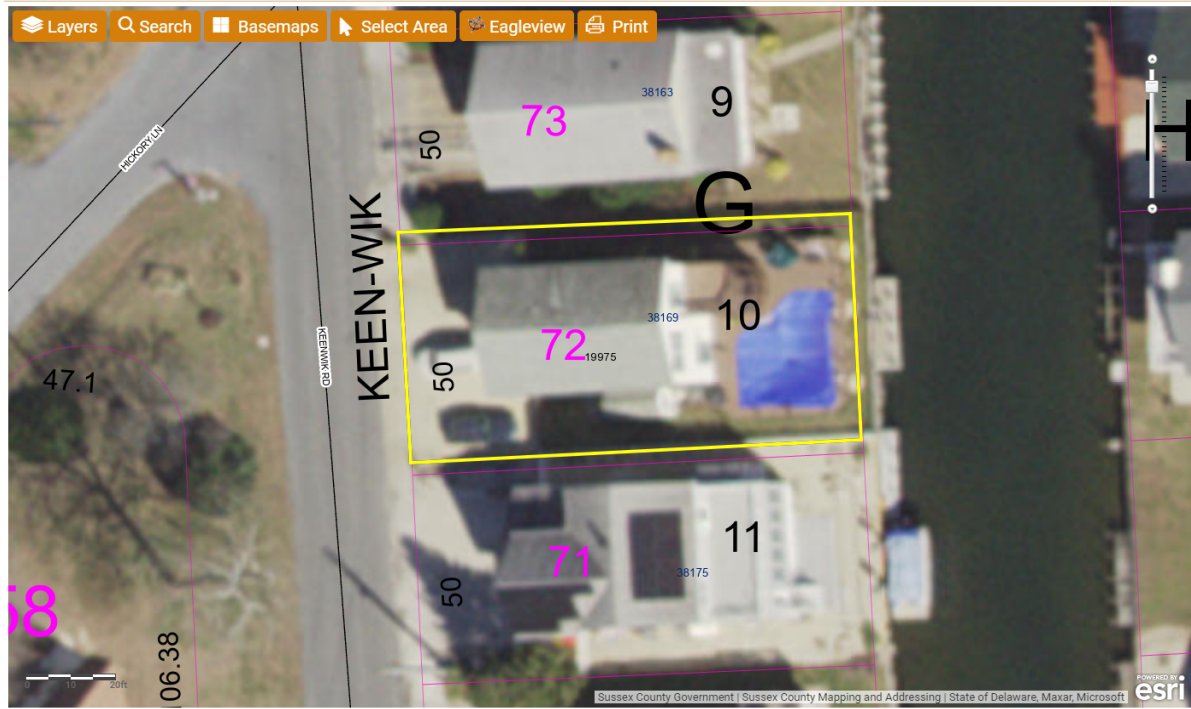 Layers Search Basemaps Select Area Eagleview Print
38163
9
73
50
HICKORY LN
G
H
KEEN-WIK
10
38169
72
19975
50
KEENWIK RD
47.1
11
71
38175
50
58
106.38
0 10 20ft
POWERED BY
esri
Sussex County Government | Sussex County Mapping and Addressing | State of Delaware, Maxar, Microsoft